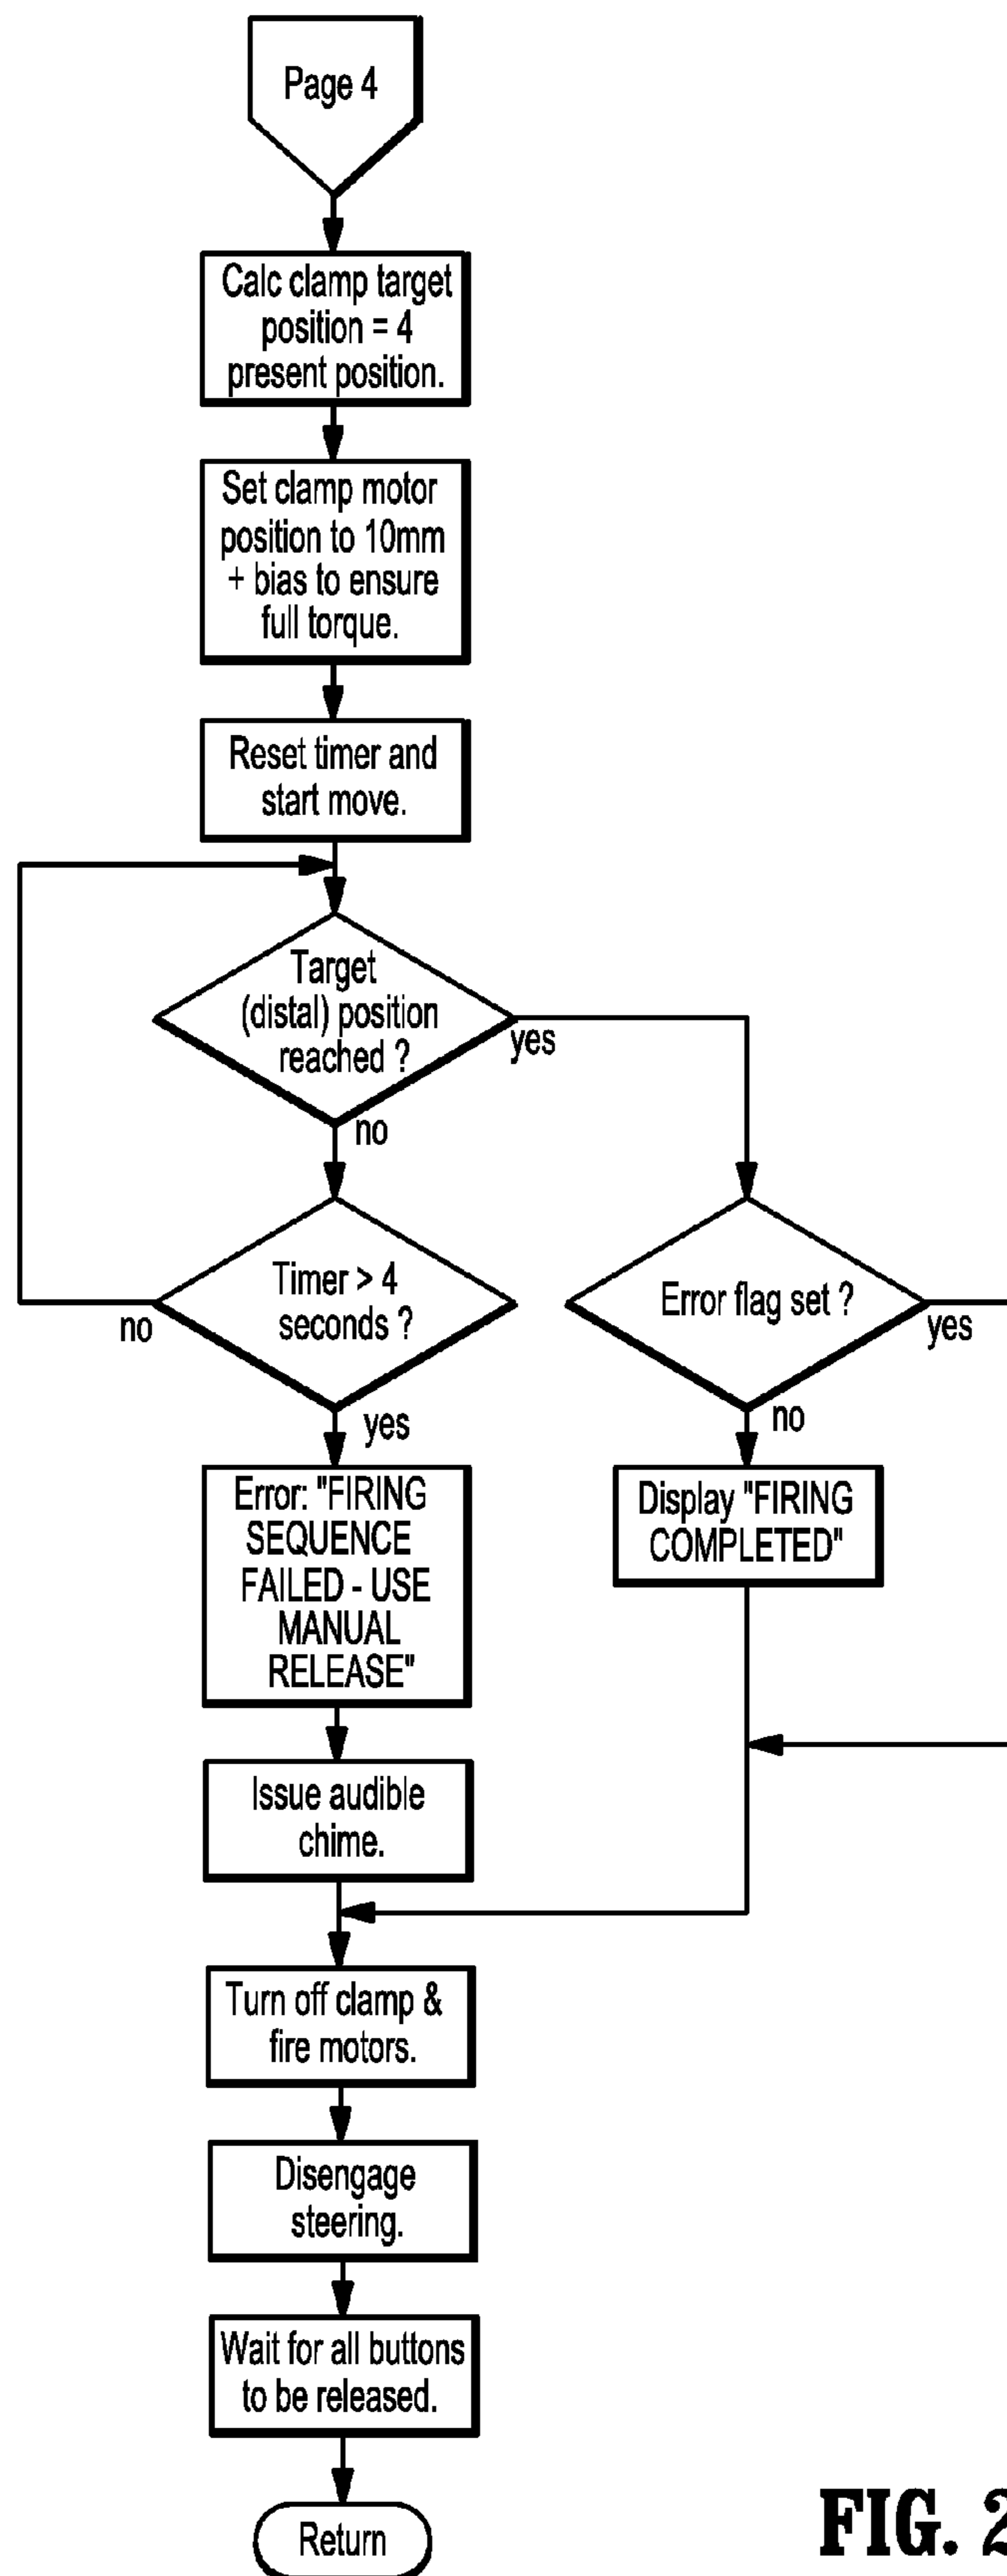 Page 4
Calc clamp target
position = 4
present position.
Set clamp motor
position to 10mm
+ bias to ensure
full torque.
Reset timer and
start move.
Target
(distal) position
reached ?
yes
no
Timer > 4
seconds ?
no
yes
Error flag set ?
yes
no
Error: "FIRING
SEQUENCE
FAILED - USE
MANUAL
RELEASE"
Display "FIRING
COMPLETED"
Issue audible
chime.
Turn off clamp &
fire motors.
Disengage
steering.
Wait for all buttons
to be released.
Return
FIG. 2